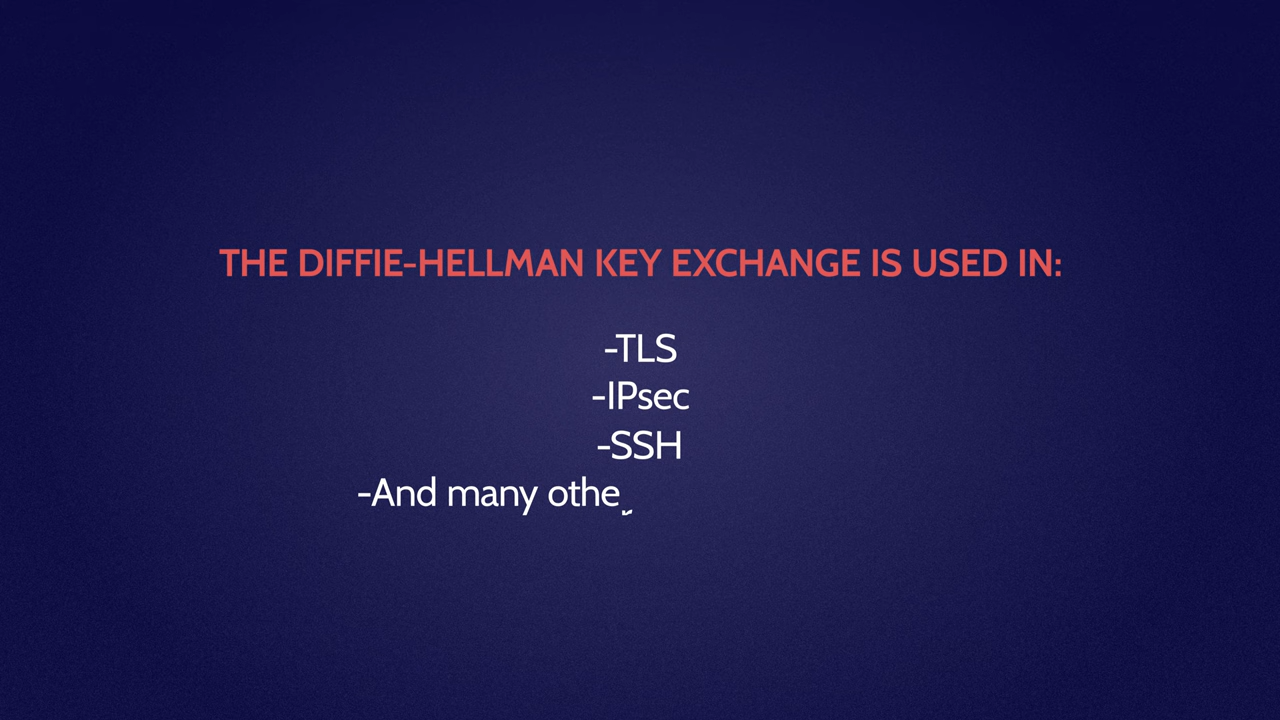 THE DIFFIE-HELLMAN KEY EXCHANGE IS USED IN:
-TLS
-IPsec
-SSH
-And many othe